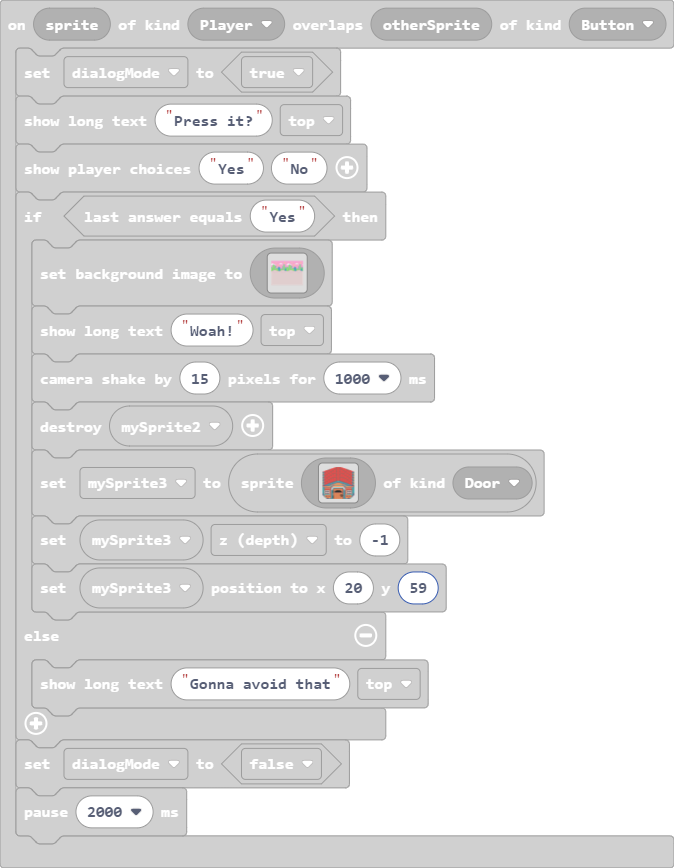 on sprite of kind Player overlaps otherSprite of kind Button
set dialogMode to true
show long text "Press it?" top
show player choices "Yes" "No"
if last answer equals "Yes" then
set background image to
show long text "Woah!" top
camera shake by 15 pixels for 1000 ms
destroy mySprite2
set mySprite3 to sprite of kind Door
set mySprite3 z (depth) to -1
set mySprite3 position to x 20 y 59
else
show long text "Gonna avoid that" top
set dialogMode to false
pause 2000 ms